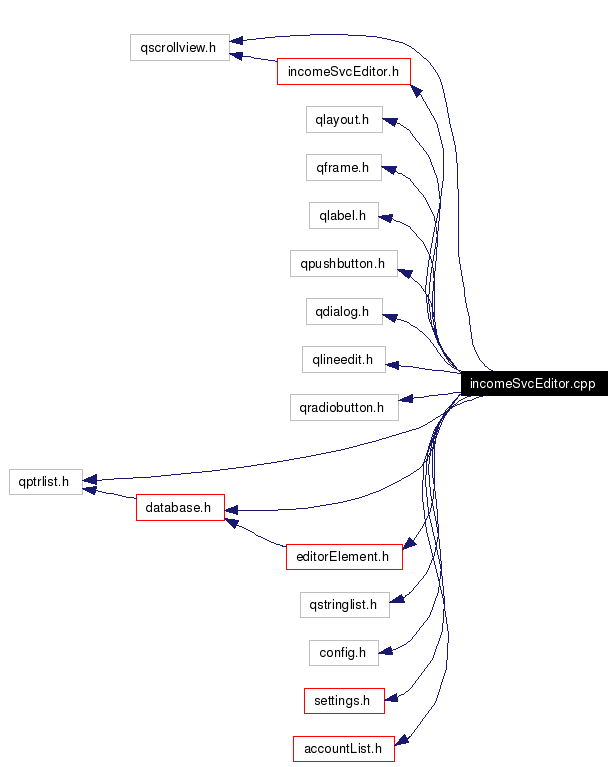 qscrollview.h
incomeSvcEditor.h
qlayout.h
qframe.h
qlabel.h
qpushbutton.h
qdialog.h
qlineedit.h
incomeSvcEditor.cpp
qradiobutton.h
qptrlist.h
database.h
editorElement.h
qstringlist.h
config.h
settings.h
accountList.h